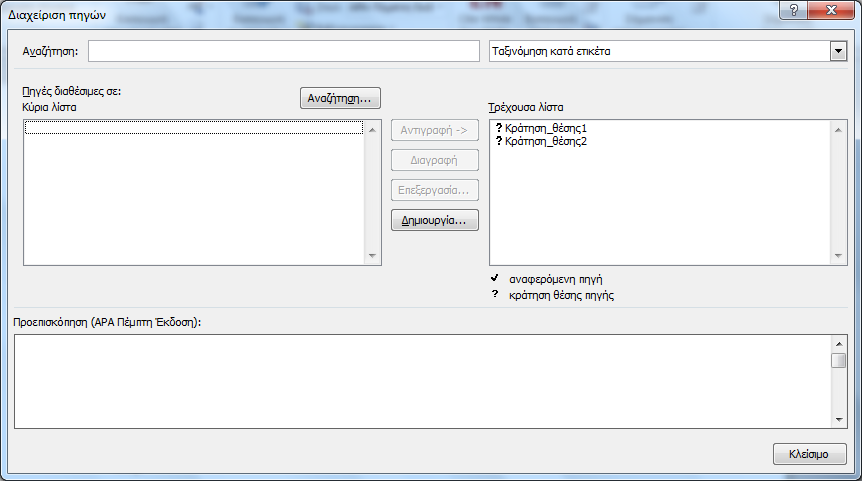 Διαχείριση πηγών
Αναζήτηση:
Ταξινόμηση κατά ετικέτα
Πηγές διαθέσιμες σε:
Κύρια λίστα
Αναζήτηση...
Τρέχουσα λίστα
Αντιγραφή ->
Διαγραφή
Επεξεργασία...
Δημιουργία...
? Κράτηση_θέσης1
? Κράτηση_θέσης2
✓ αναφερόμενη πηγή
? κράτηση θέσης πηγής
Προεπισκόπηση (APA Πέμπτη Έκδοση):
Κλείσιμο